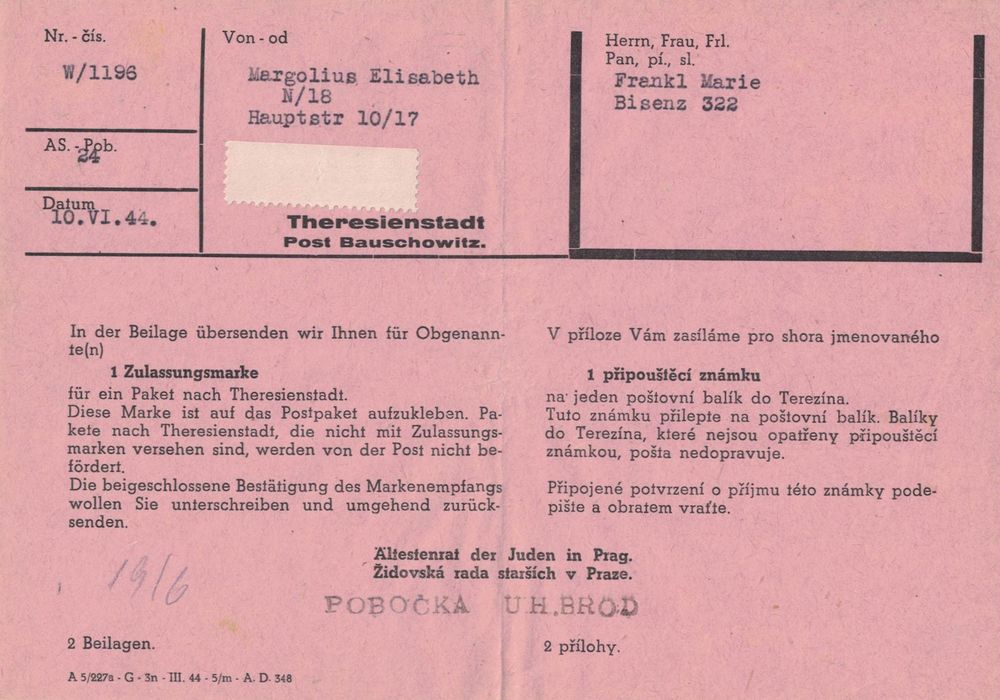 Nr. - čís.
W/1196
AS. - Pob.
24
Datum
10.VI.44.
Von - od
Margolius Elisabeth
N/18
Hauptstr 10/17
Theresienstadt
Post Bauschowitz.
Herrn, Frau, Frl.
Pan, pí., sl.
Frankl Marie
Bisenz 322
In der Beilage übersenden wir Ihnen für Obgenann-
te(n)
1 Zulassungsmarke
für ein Paket nach Theresienstadt.
Diese Marke ist auf das Postpaket aufzukleben. Pa-
kete nach Theresienstadt, die nicht mit Zulassungs-
marken versehen sind, werden von der Post nicht be-
fördert.
Die beigeschlossene Bestätigung des Markenempfangs
wollen Sie unterschreiben und umgehend zurück-
senden.
V příloze Vám zasíláme pro shora jmenovaného
1 připouštěcí známku
na jeden poštovní balík do Terezína.
Tuto známku přilepte na poštovní balík. Balíky
do Terezína, které nejsou opatřeny připouštěcí
známkou, pošta nedopravuje.
Připojené potvrzení o příjmu této známky pode-
pište a obratem vraťte.
Ältestenrat der Juden in Prag.
Židovská rada starších v Praze.
POBOČKA UH.BROD
19/6
2 Beilagen.
2 přílohy.
A 5/227a - G - 3n - III. 44 - 5/m - A. D. 348